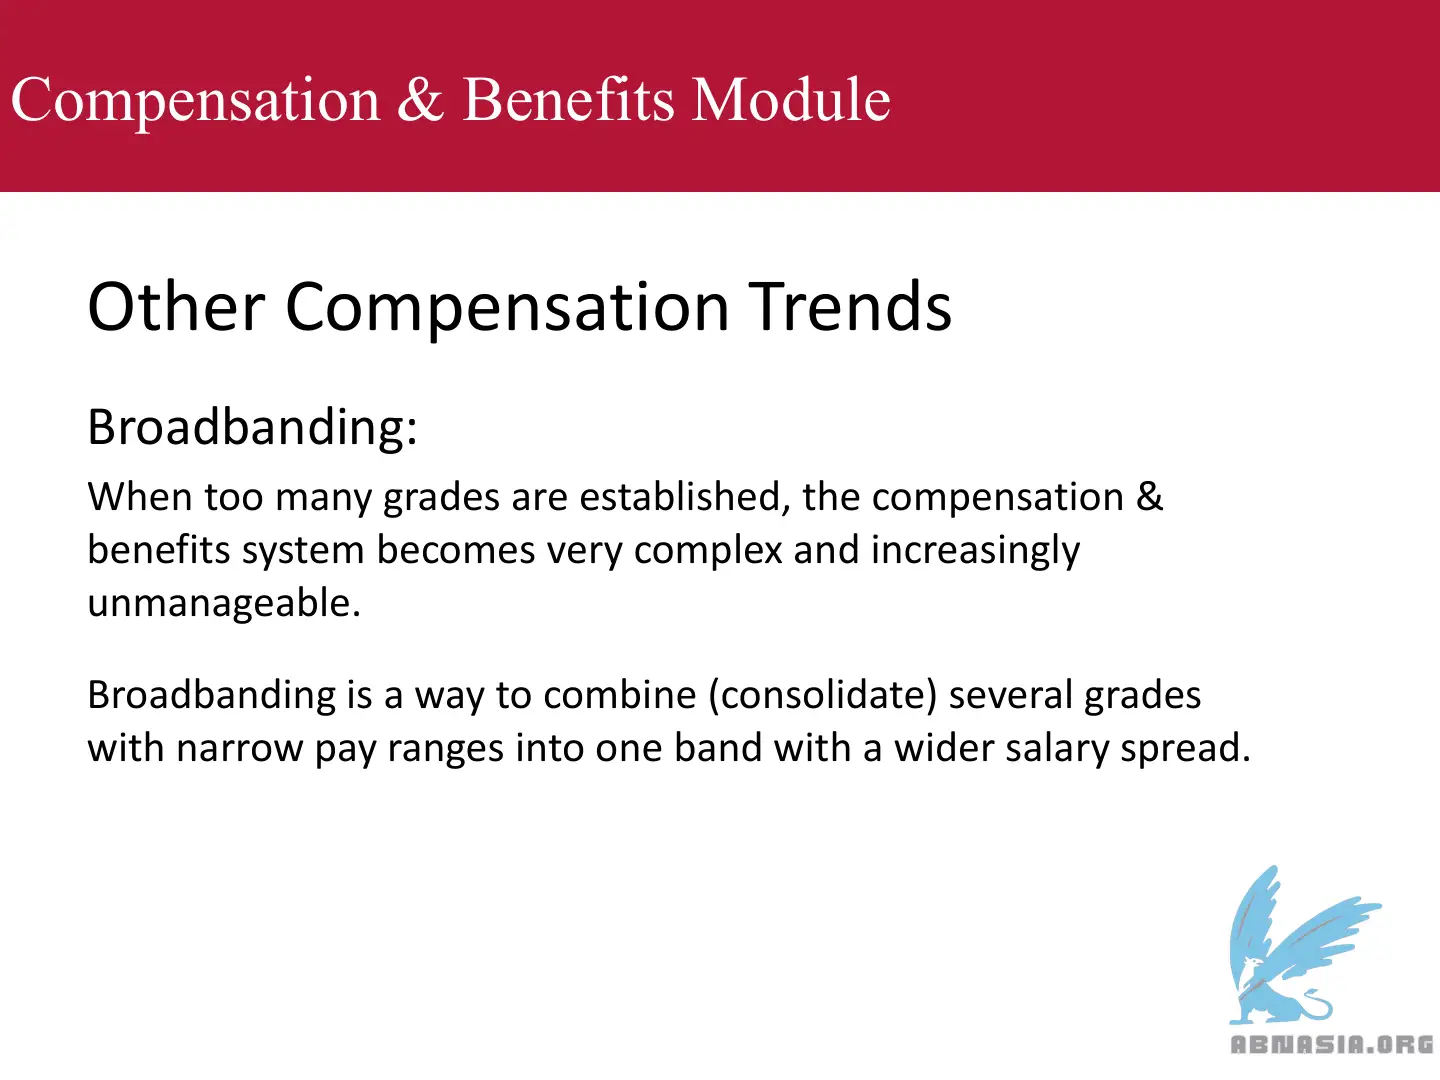 Compensation & Benefits Module
Other Compensation Trends
Broadbanding:
When too many grades are established, the compensation &
benefits system becomes very complex and increasingly
unmanageable.
Broadbanding is a way to combine (consolidate) several grades
with narrow pay ranges into one band with a wider salary spread.
ABNASIA.ORG